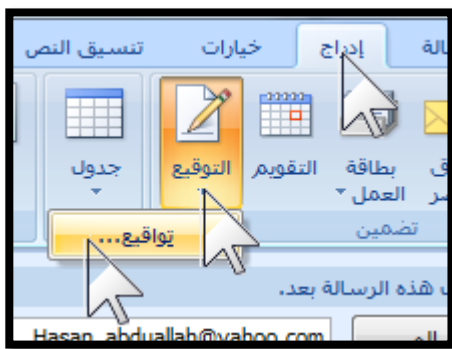 إدراج خيارات تنسيق النص
بطاقة العمل التقويم التوقيع جدول
تضمين
تواقيع...
هذه الرسالة بعد.
Hasan_abduallah@yahoo.com